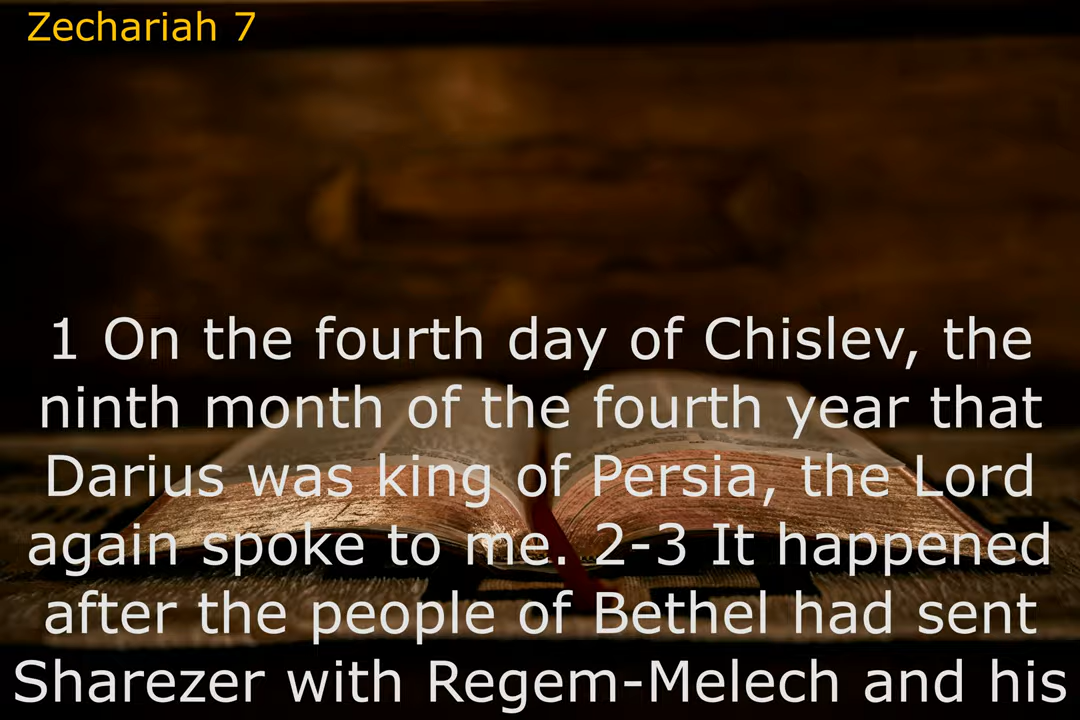 Zechariah 7
1 On the fourth day of Chislev, the
ninth month of the fourth year that
Darius was king of Persia, the Lord
again spoke to me. 2-3 It happened
after the people of Bethel had sent
Sharezer with Regem-Melech and his